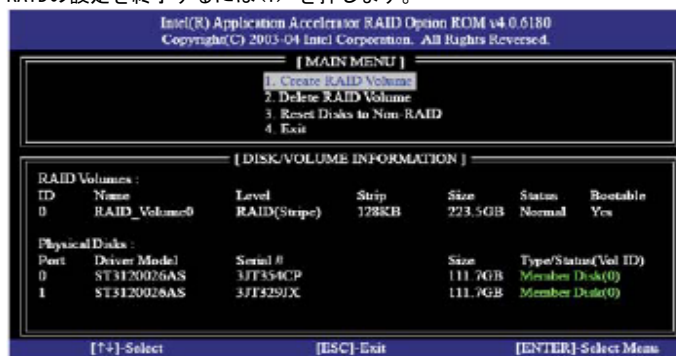 RAIDの設定を終了するには<Y> を押します。
Intel(R) Application Accelerator RAID Option ROM v4.0.6180
Copyright(C) 2003-04 Intel Corporation. All Rights Reversed.
[ MAIN MENU ]
1. Create RAID Volume
2. Delete RAID Volume
3. Reset Disks to Non-RAID
4. Exit
[ DISK/VOLUME INFORMATION ]
RAID Volumes :
ID Name Level Strip Size Status Bootable
0 RAID_Volume0 RAID(Stripe) 128KB 223.5GB Normal Yes
Physical Disks :
Port Driver Model Serial # Size Type/Status(Vol ID)
0 ST3120026AS 3JT354CP 111.7GB Member Disk(0)
1 ST3120026AS 3JT329JX 111.7GB Member Disk(0)
[↑↓]-Select [ESC]-Exit [ENTER]-Select Menu